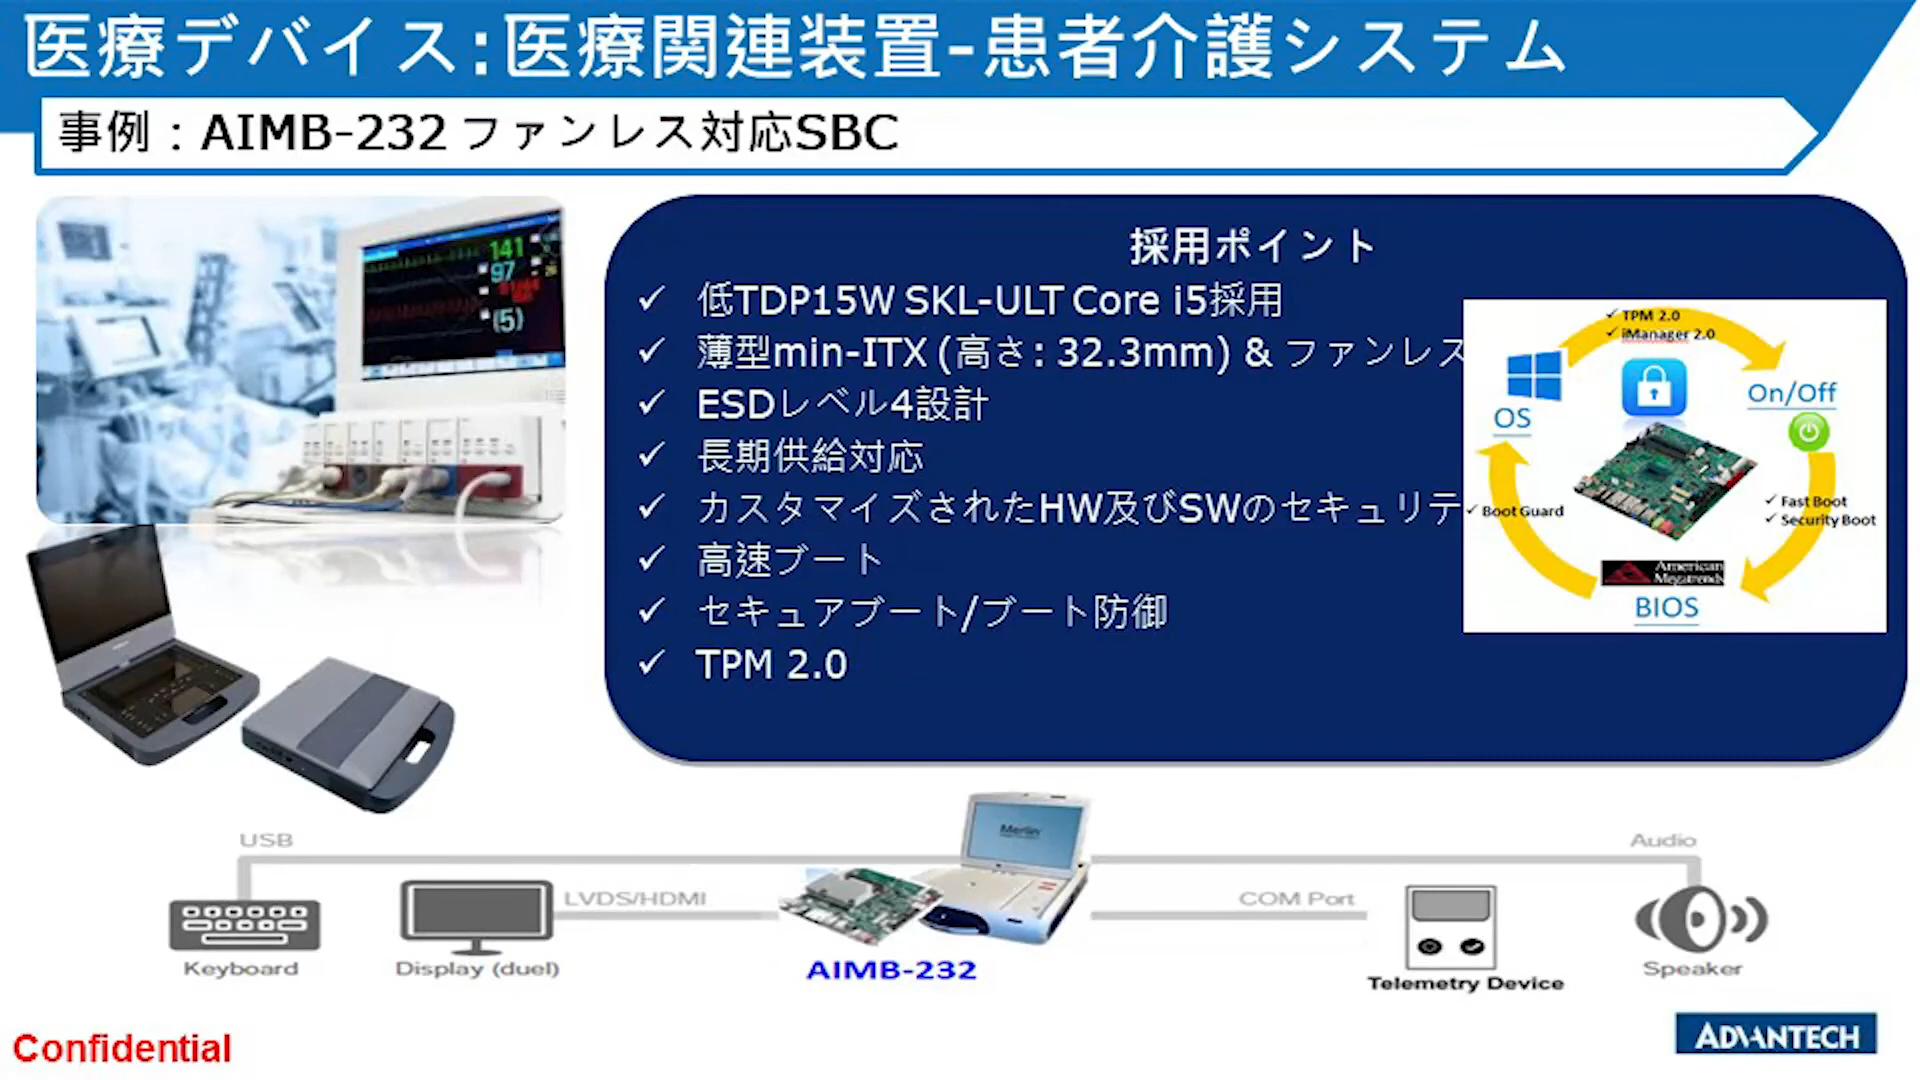 医療デバイス:医療関連装置-患者介護システム
事例：AIMB-232 ファンレス対応SBC
141
97
(5)
採用ポイント
✓ 低TDP15W SKL-ULT Core i5採用
✓ 薄型min-ITX (高さ: 32.3mm) & ファンレス
✓ ESDレベル4設計
✓ 長期供給対応
✓ カスタマイズされたHW及びSWのセキュリテ
✓ 高速ブート
✓ セキュアブート/ブート防御
✓ TPM 2.0
✓ TPM 2.0
✓ iManager 2.0
OS
On/Off
✓ Boot Guard
✓ Fast Boot
✓ Security Boot
American
Megatrends
BIOS
USB
Audio
Merlin
LVDS/HDMI
COM Port
Keyboard
Display (duel)
AIMB-232
Telemetry Device
Speaker
Confidential
ADVANTECH